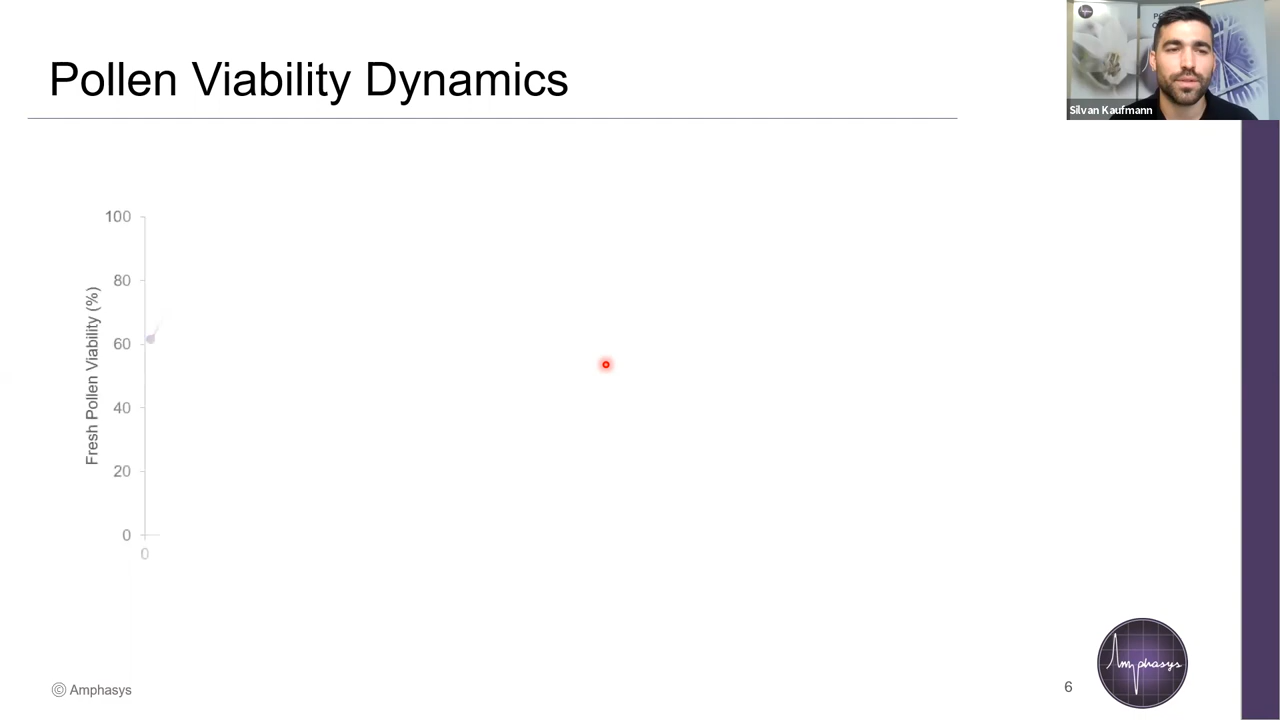 Pollen Viability Dynamics
Silvan Kaufmann
100
80
60
40
20
0
0
Fresh Pollen Viability (%)
© Amphasys
6
Amphasys